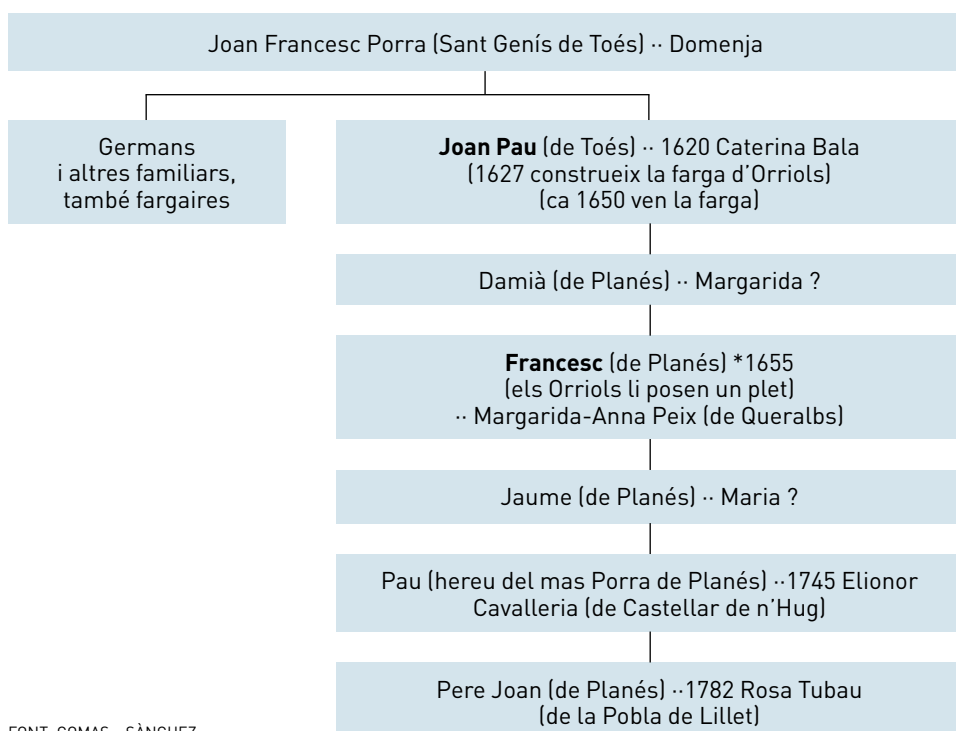 Joan Francesc Porra (Sant Genís de Toés) ·· Domenja
Germans
i altres familiars,
també fargaires
Joan Pau (de Toés) ·· 1620 Caterina Bala
(1627 construeix la farga d’Orriols)
(ca 1650 ven la farga)
Damià (de Planés) ·· Margarida ?
Francesc (de Planés) *1655
(els Orriols li posen un plet)
·· Margarida-Anna Peix (de Queralbs)
Jaume (de Planés) ·· Maria ?
Pau (hereu del mas Porra de Planés) ··1745 Elionor
Cavalleria (de Castellar de n’Hug)
Pere Joan (de Planés) ··1782 Rosa Tubau
(de la Pobla de Lillet)